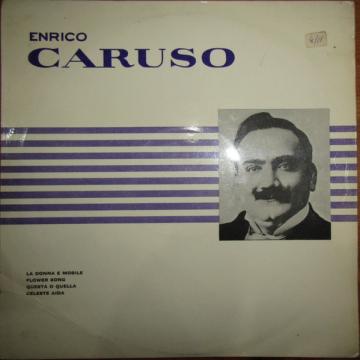 ENRICO
CARUSO
LA DONNA E MOBILE
FLOWER SONG
QUESTA O QUELLA
CELESTE AIDA